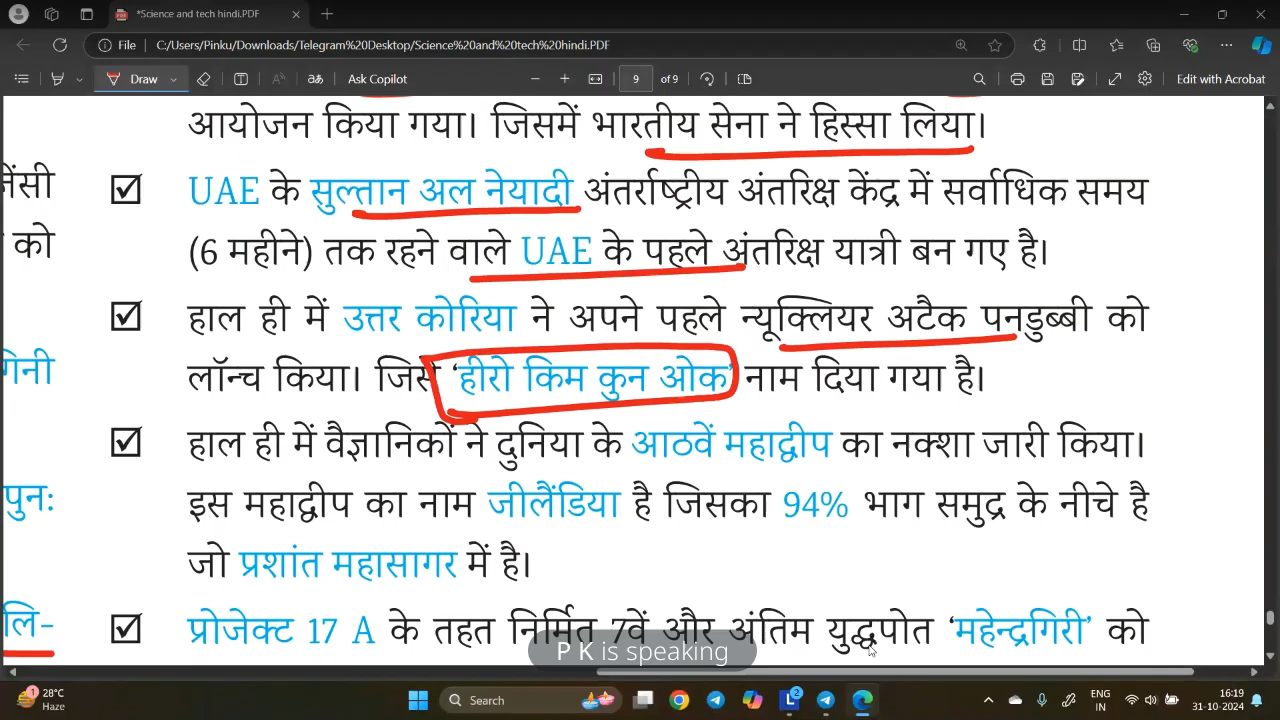 *Science and tech hindi.PDF
File C:/Users/Pinku/Downloads/Telegram%20Desktop/Science%20and%20tech%20hindi.PDF
Draw Ask Copilot 9 of 9 Edit with Acrobat
आयोजन किया गया। जिसमें भारतीय सेना ने हिस्सा लिया।
UAE के सुल्तान अल नेयादी अंतर्राष्ट्रीय अंतरिक्ष केंद्र में सर्वाधिक समय
(6 महीने) तक रहने वाले UAE के पहले अंतरिक्ष यात्री बन गए है।
को
हाल ही में उत्तर कोरिया ने अपने पहले न्यूक्लियर अटैक पनडुब्बी को
लॉन्च किया। जिसे 'हीरो किम कुन ओक' नाम दिया गया है।
हाल ही में वैज्ञानिकों ने दुनिया के आठवें महाद्वीप का नक्शा जारी किया।
पुनः इस महाद्वीप का नाम जीलैंडिया है जिसका 94% भाग समुद्र के नीचे है
जो प्रशांत महासागर में है।
लि- प्रोजेक्ट 17 A के तहत निर्मित 7वें और अंतिम युद्धपोत 'महेन्द्रगिरी' को
P K is speaking
1 28°C Haze Search 2 ENG IN 16:19 31-10-2024